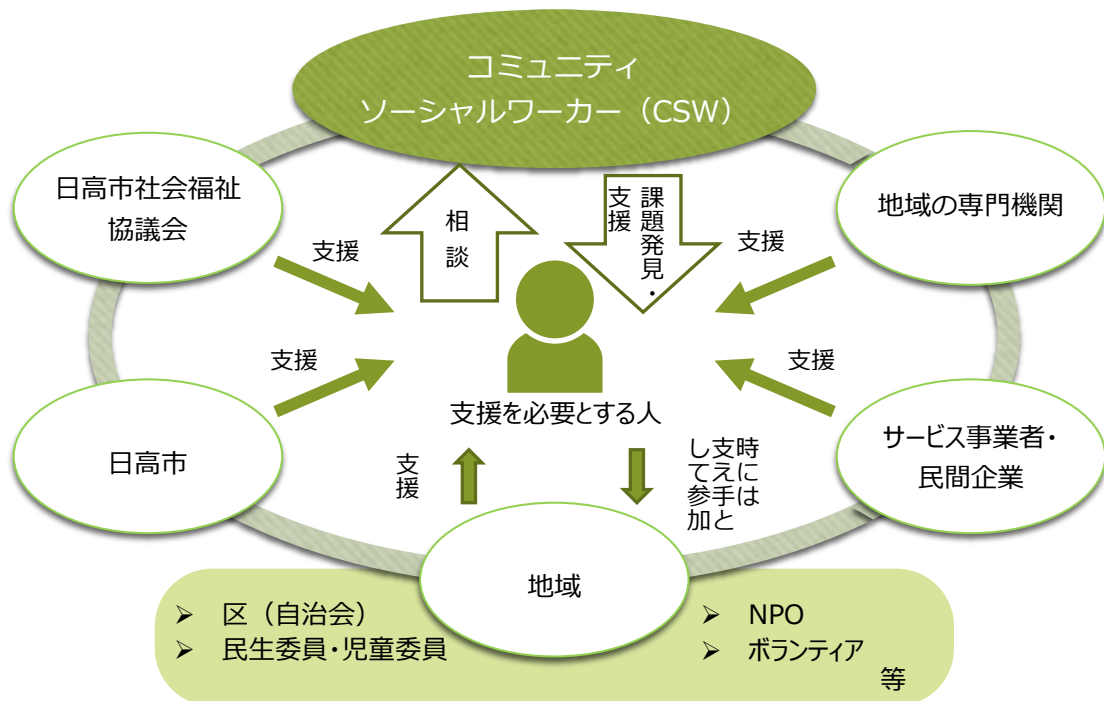 コミュニティ
ソーシャルワーカー（CSW）
日高市社会福祉
協議会
地域の専門機関
相談
課題発見・
支援
支援
支援
支援
支援
支援を必要とする人
日高市
サービス事業者・
民間企業
支援
時には
支え手と
して参加
地域
➢ 区（自治会）
➢ 民生委員・児童委員
➢ NPO
➢ ボランティア
等